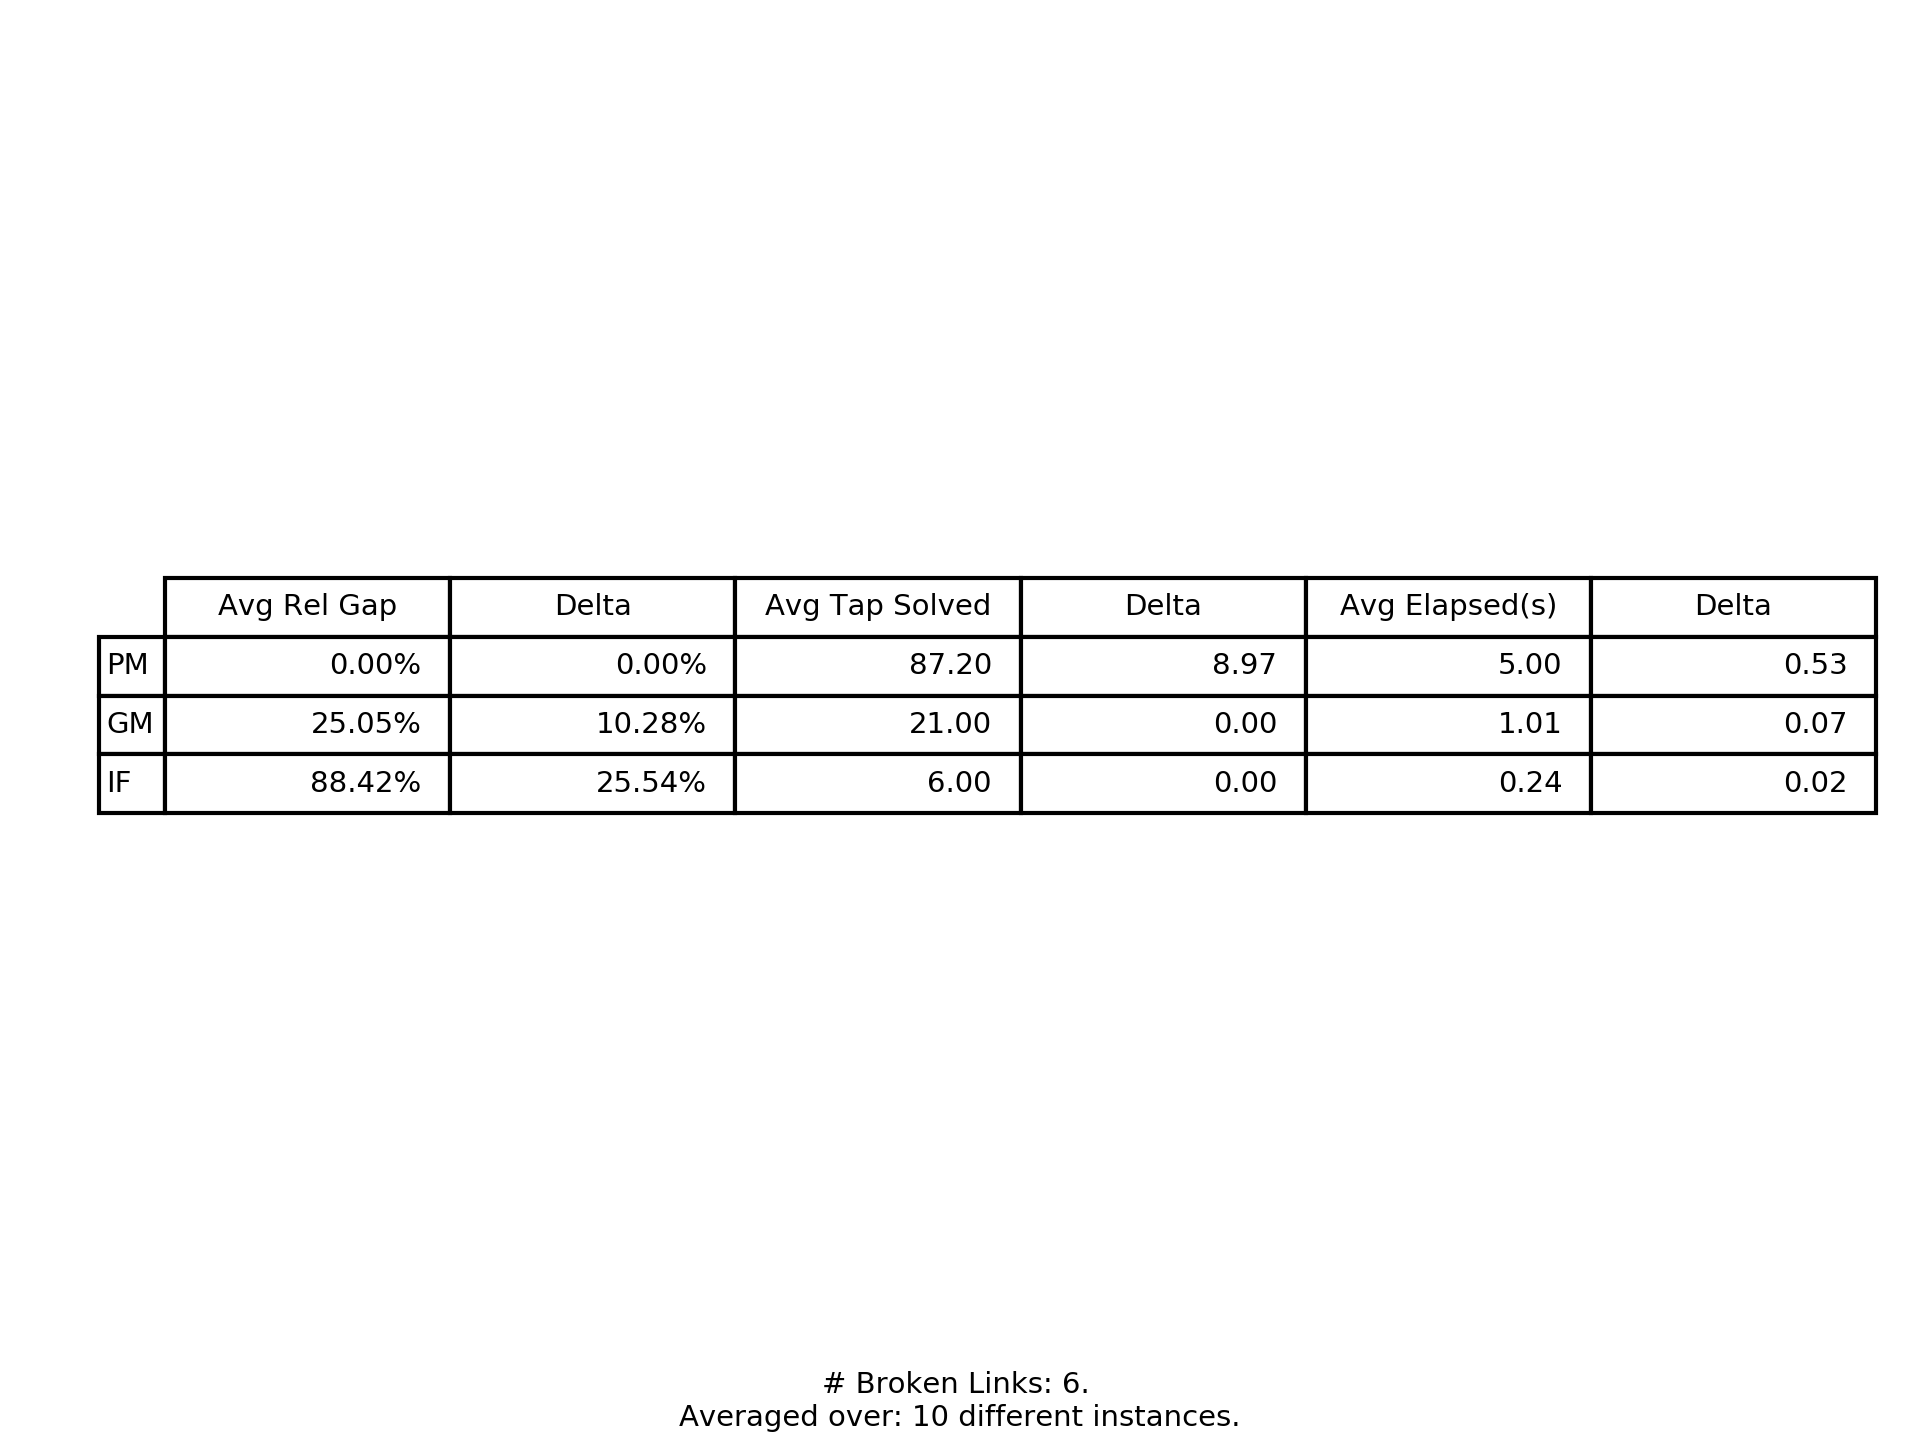 Avg Rel Gap Delta Avg Tap Solved Delta Avg Elapsed(s) Delta
PM 0.00% 0.00% 87.20 8.97 5.00 0.53
GM 25.05% 10.28% 21.00 0.00 1.01 0.07
IF 88.42% 25.54% 6.00 0.00 0.24 0.02
# Broken Links: 6.
Averaged over: 10 different instances.